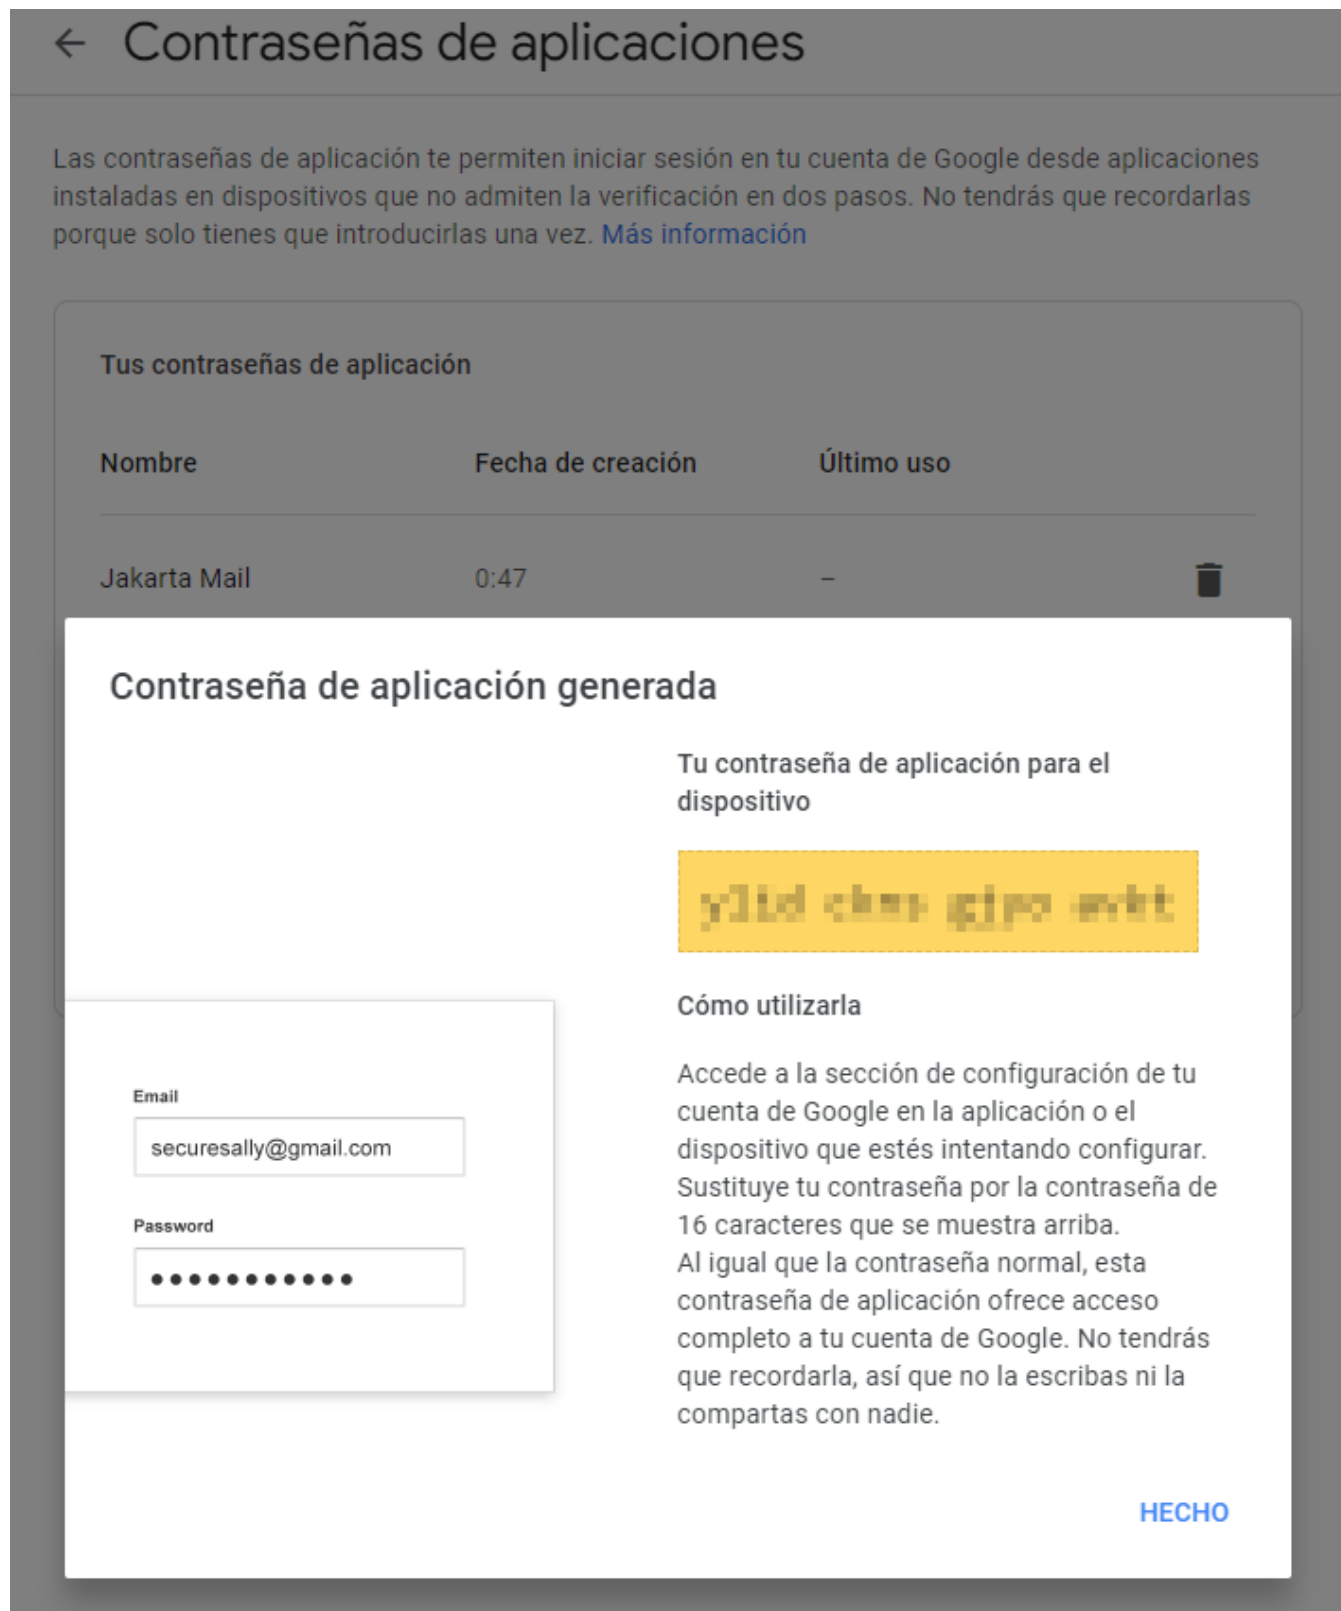 Contraseñas de aplicaciones
Las contraseñas de aplicación te permiten iniciar sesión en tu cuenta de Google desde aplicaciones
instaladas en dispositivos que no admiten la verificación en dos pasos. No tendrás que recordarlas
porque solo tienes que introducirlas una vez. Más información
Tus contraseñas de aplicación
Nombre Fecha de creación Último uso
Jakarta Mail 0:47 –
Contraseña de aplicación generada
Tu contraseña de aplicación para el
dispositivo
Cómo utilizarla
Accede a la sección de configuración de tu
cuenta de Google en la aplicación o el
dispositivo que estés intentando configurar.
Sustituye tu contraseña por la contraseña de
16 caracteres que se muestra arriba.
Al igual que la contraseña normal, esta
contraseña de aplicación ofrece acceso
completo a tu cuenta de Google. No tendrás
que recordarla, así que no la escribas ni la
compartas con nadie.
Email
securesally@gmail.com
Password
●●●●●●●●●●●
HECHO